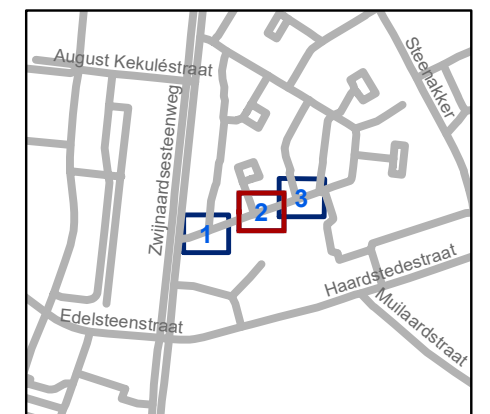 August Kekuléstraat
Steenakker
Zwijnaardsesteenweg
3
2
1
Haardstedestraat
Muilaardstraat
Edelsteenstraat